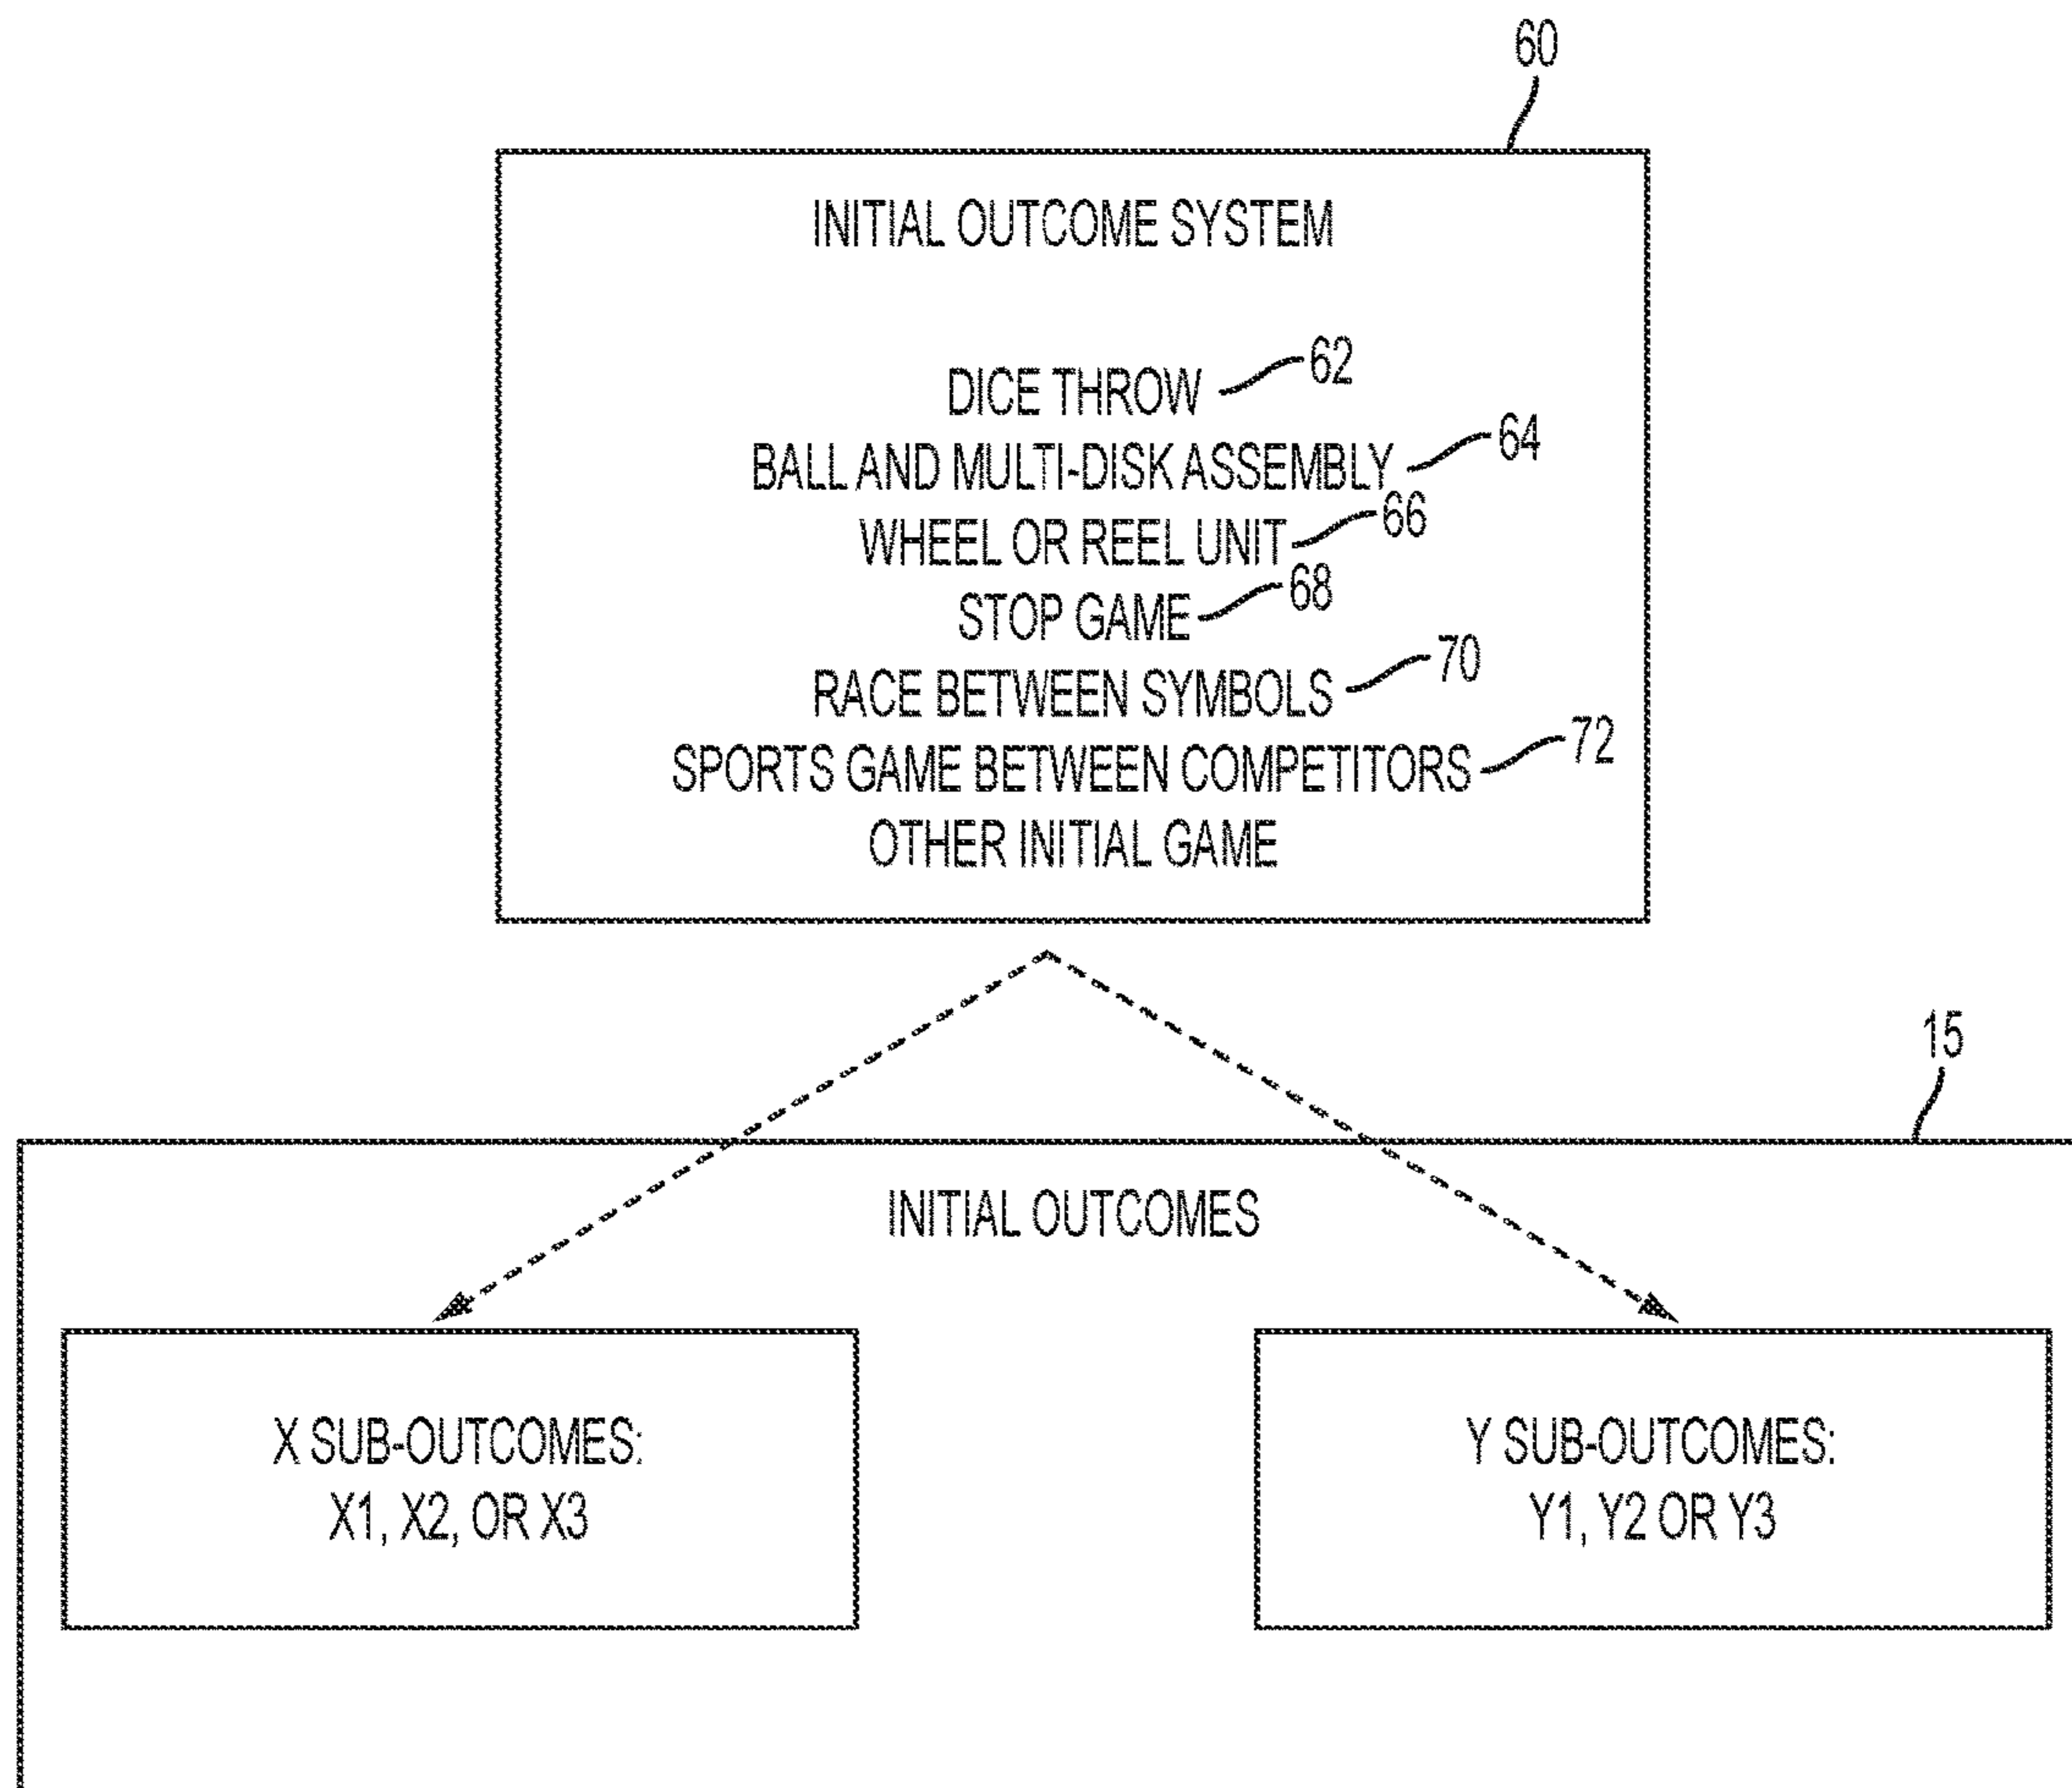 60
INITIAL OUTCOME SYSTEM
DICE THROW 62
BALL AND MULTI-DISK ASSEMBLY 64
WHEEL OR REEL UNIT 66
STOP GAME 68
RACE BETWEEN SYMBOLS 70
SPORTS GAME BETWEEN COMPETITORS 72
OTHER INITIAL GAME
15
INITIAL OUTCOMES
X SUB-OUTCOMES:
X1, X2, OR X3
Y SUB-OUTCOMES:
Y1, Y2 OR Y3